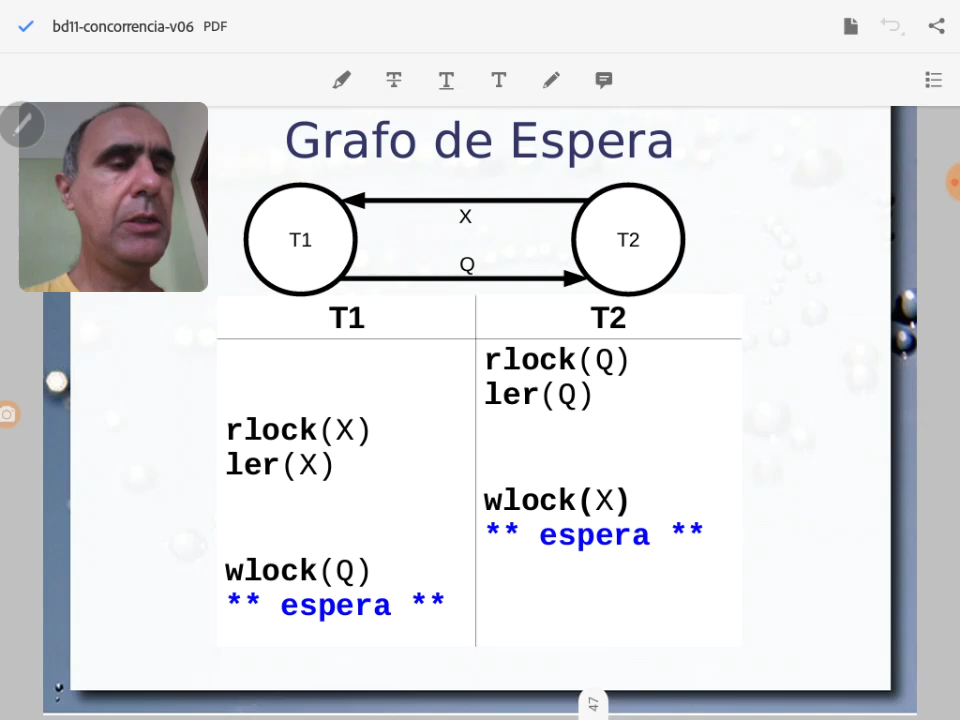 bd11-concorrencia-v06 PDF
Grafo de Espera
X
T1
T2
Q
T1 T2
rlock(Q)
ler(Q)
rlock(X)
ler(X)
wlock(X)
** espera **
wlock(Q)
** espera **
47